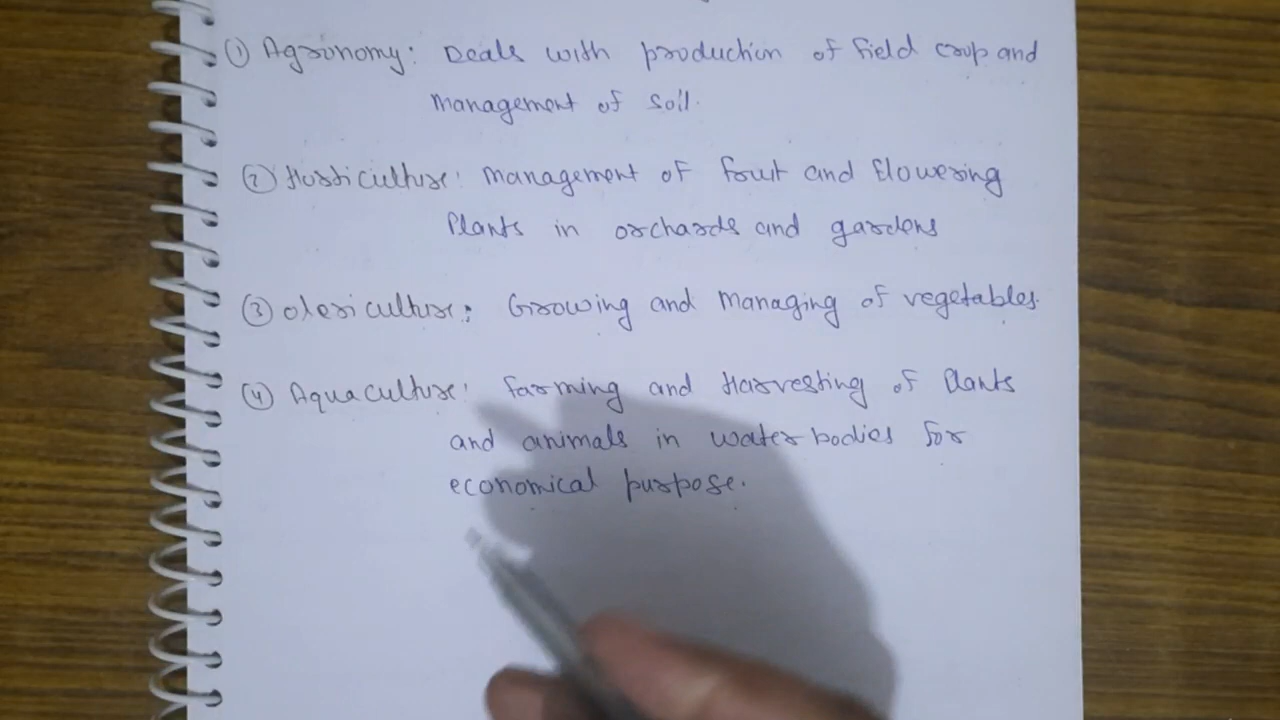 ① Agronomy: Deals with production of field crop and
management of soil.
② Horticulture: management of fruit and flowering
Plants in orchards and gardens
③ Olericulture: Growing and managing of vegetables.
④ Aquaculture: farming and Harvesting of Plants
and animals in water bodies for
economical purpose.